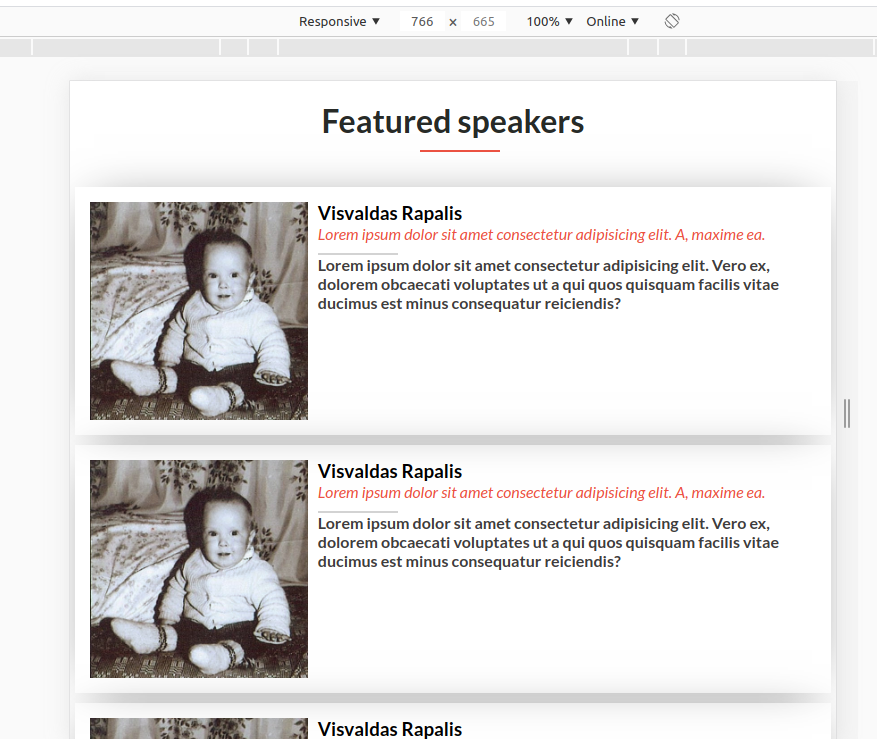 Responsive ▼ 766 x 665 100% ▼ Online ▼
Featured speakers
Visvaldas Rapalis
Lorem ipsum dolor sit amet consectetur adipisicing elit. A, maxime ea.
Lorem ipsum dolor sit amet consectetur adipisicing elit. Vero ex,
dolorem obcaecati voluptates ut a qui quos quisquam facilis vitae
ducimus est minus consequatur reiciendis?
Visvaldas Rapalis
Lorem ipsum dolor sit amet consectetur adipisicing elit. A, maxime ea.
Lorem ipsum dolor sit amet consectetur adipisicing elit. Vero ex,
dolorem obcaecati voluptates ut a qui quos quisquam facilis vitae
ducimus est minus consequatur reiciendis?
Visvaldas Rapalis